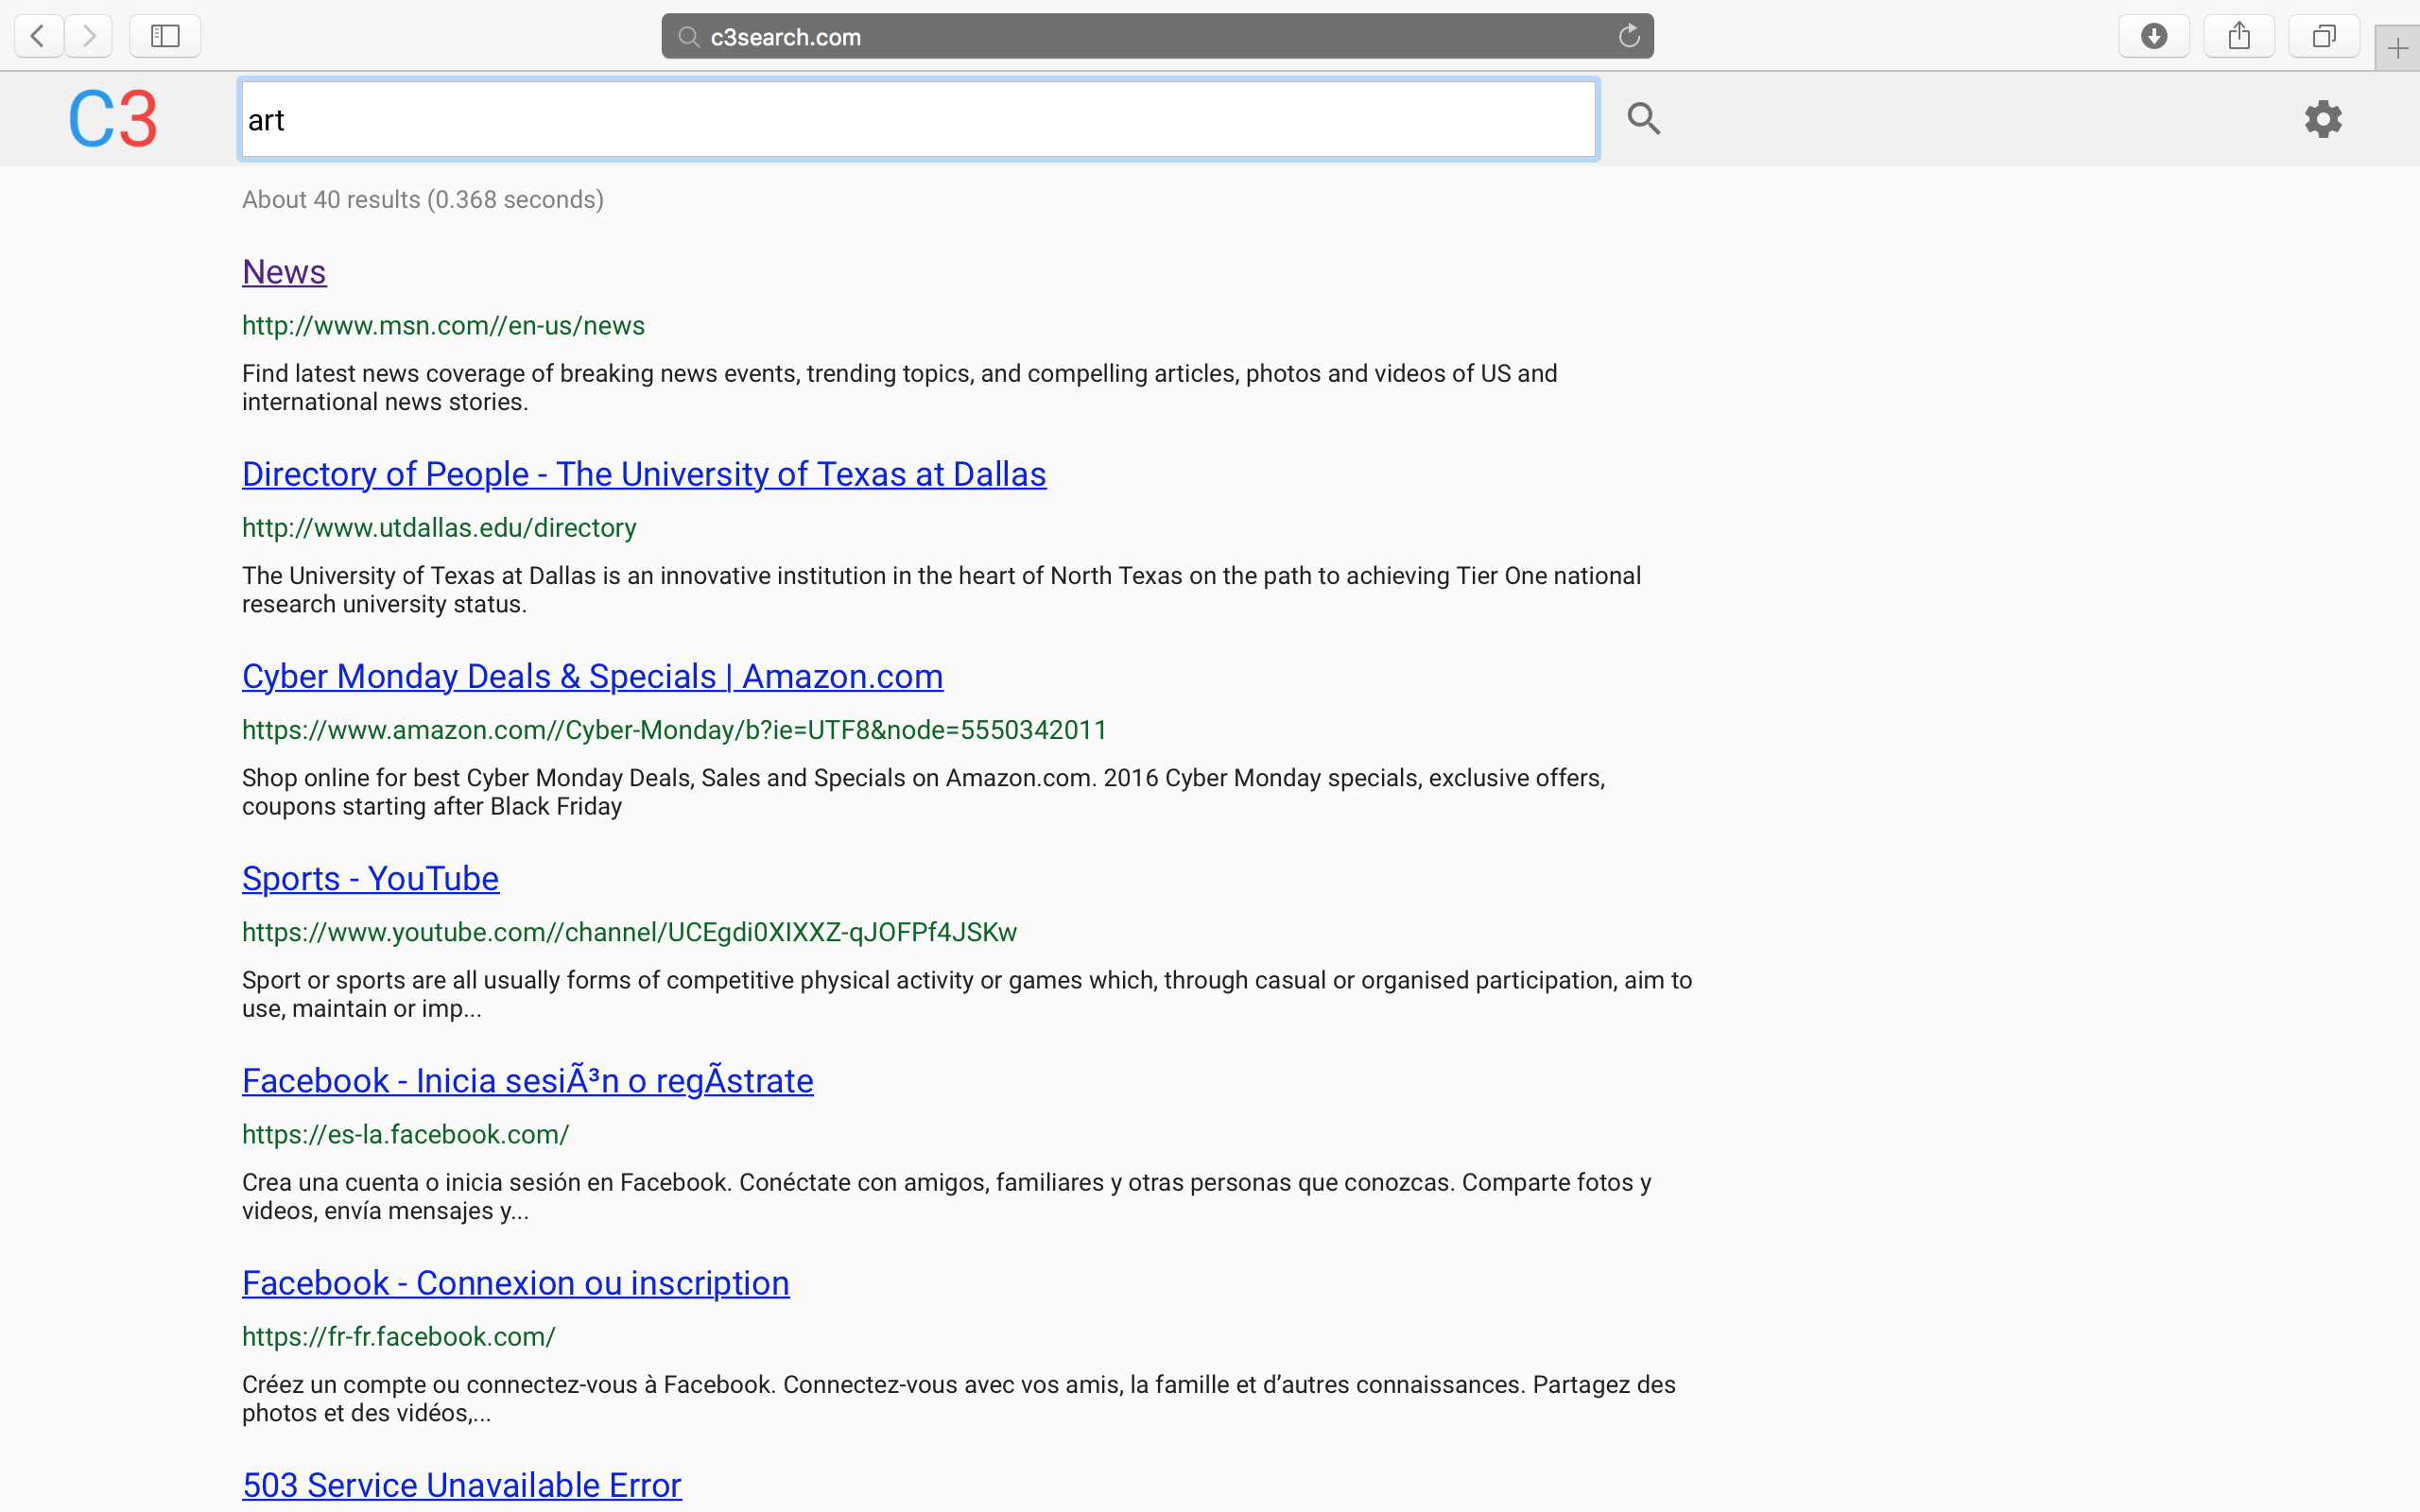 c3search.com
C3
art
About 40 results (0.368 seconds)
News
http://www.msn.com//en-us/news
Find latest news coverage of breaking news events, trending topics, and compelling articles, photos and videos of US and
international news stories.
Directory of People - The University of Texas at Dallas
http://www.utdallas.edu/directory
The University of Texas at Dallas is an innovative institution in the heart of North Texas on the path to achieving Tier One national
research university status.
Cyber Monday Deals & Specials | Amazon.com
https://www.amazon.com//Cyber-Monday/b?ie=UTF8&node=5550342011
Shop online for best Cyber Monday Deals, Sales and Specials on Amazon.com. 2016 Cyber Monday specials, exclusive offers,
coupons starting after Black Friday
Sports - YouTube
https://www.youtube.com//channel/UCEgdi0XIXXZ-qJOFPf4JSKw
Sport or sports are all usually forms of competitive physical activity or games which, through casual or organised participation, aim to
use, maintain or imp...
Facebook - Inicia sesiÃ³n o regÃstrate
https://es-la.facebook.com/
Crea una cuenta o inicia sesión en Facebook. Conéctate con amigos, familiares y otras personas que conozcas. Comparte fotos y
videos, envía mensajes y...
Facebook - Connexion ou inscription
https://fr-fr.facebook.com/
Créez un compte ou connectez-vous à Facebook. Connectez-vous avec vos amis, la famille et d’autres connaissances. Partagez des
photos et des vidéos,...
503 Service Unavailable Error